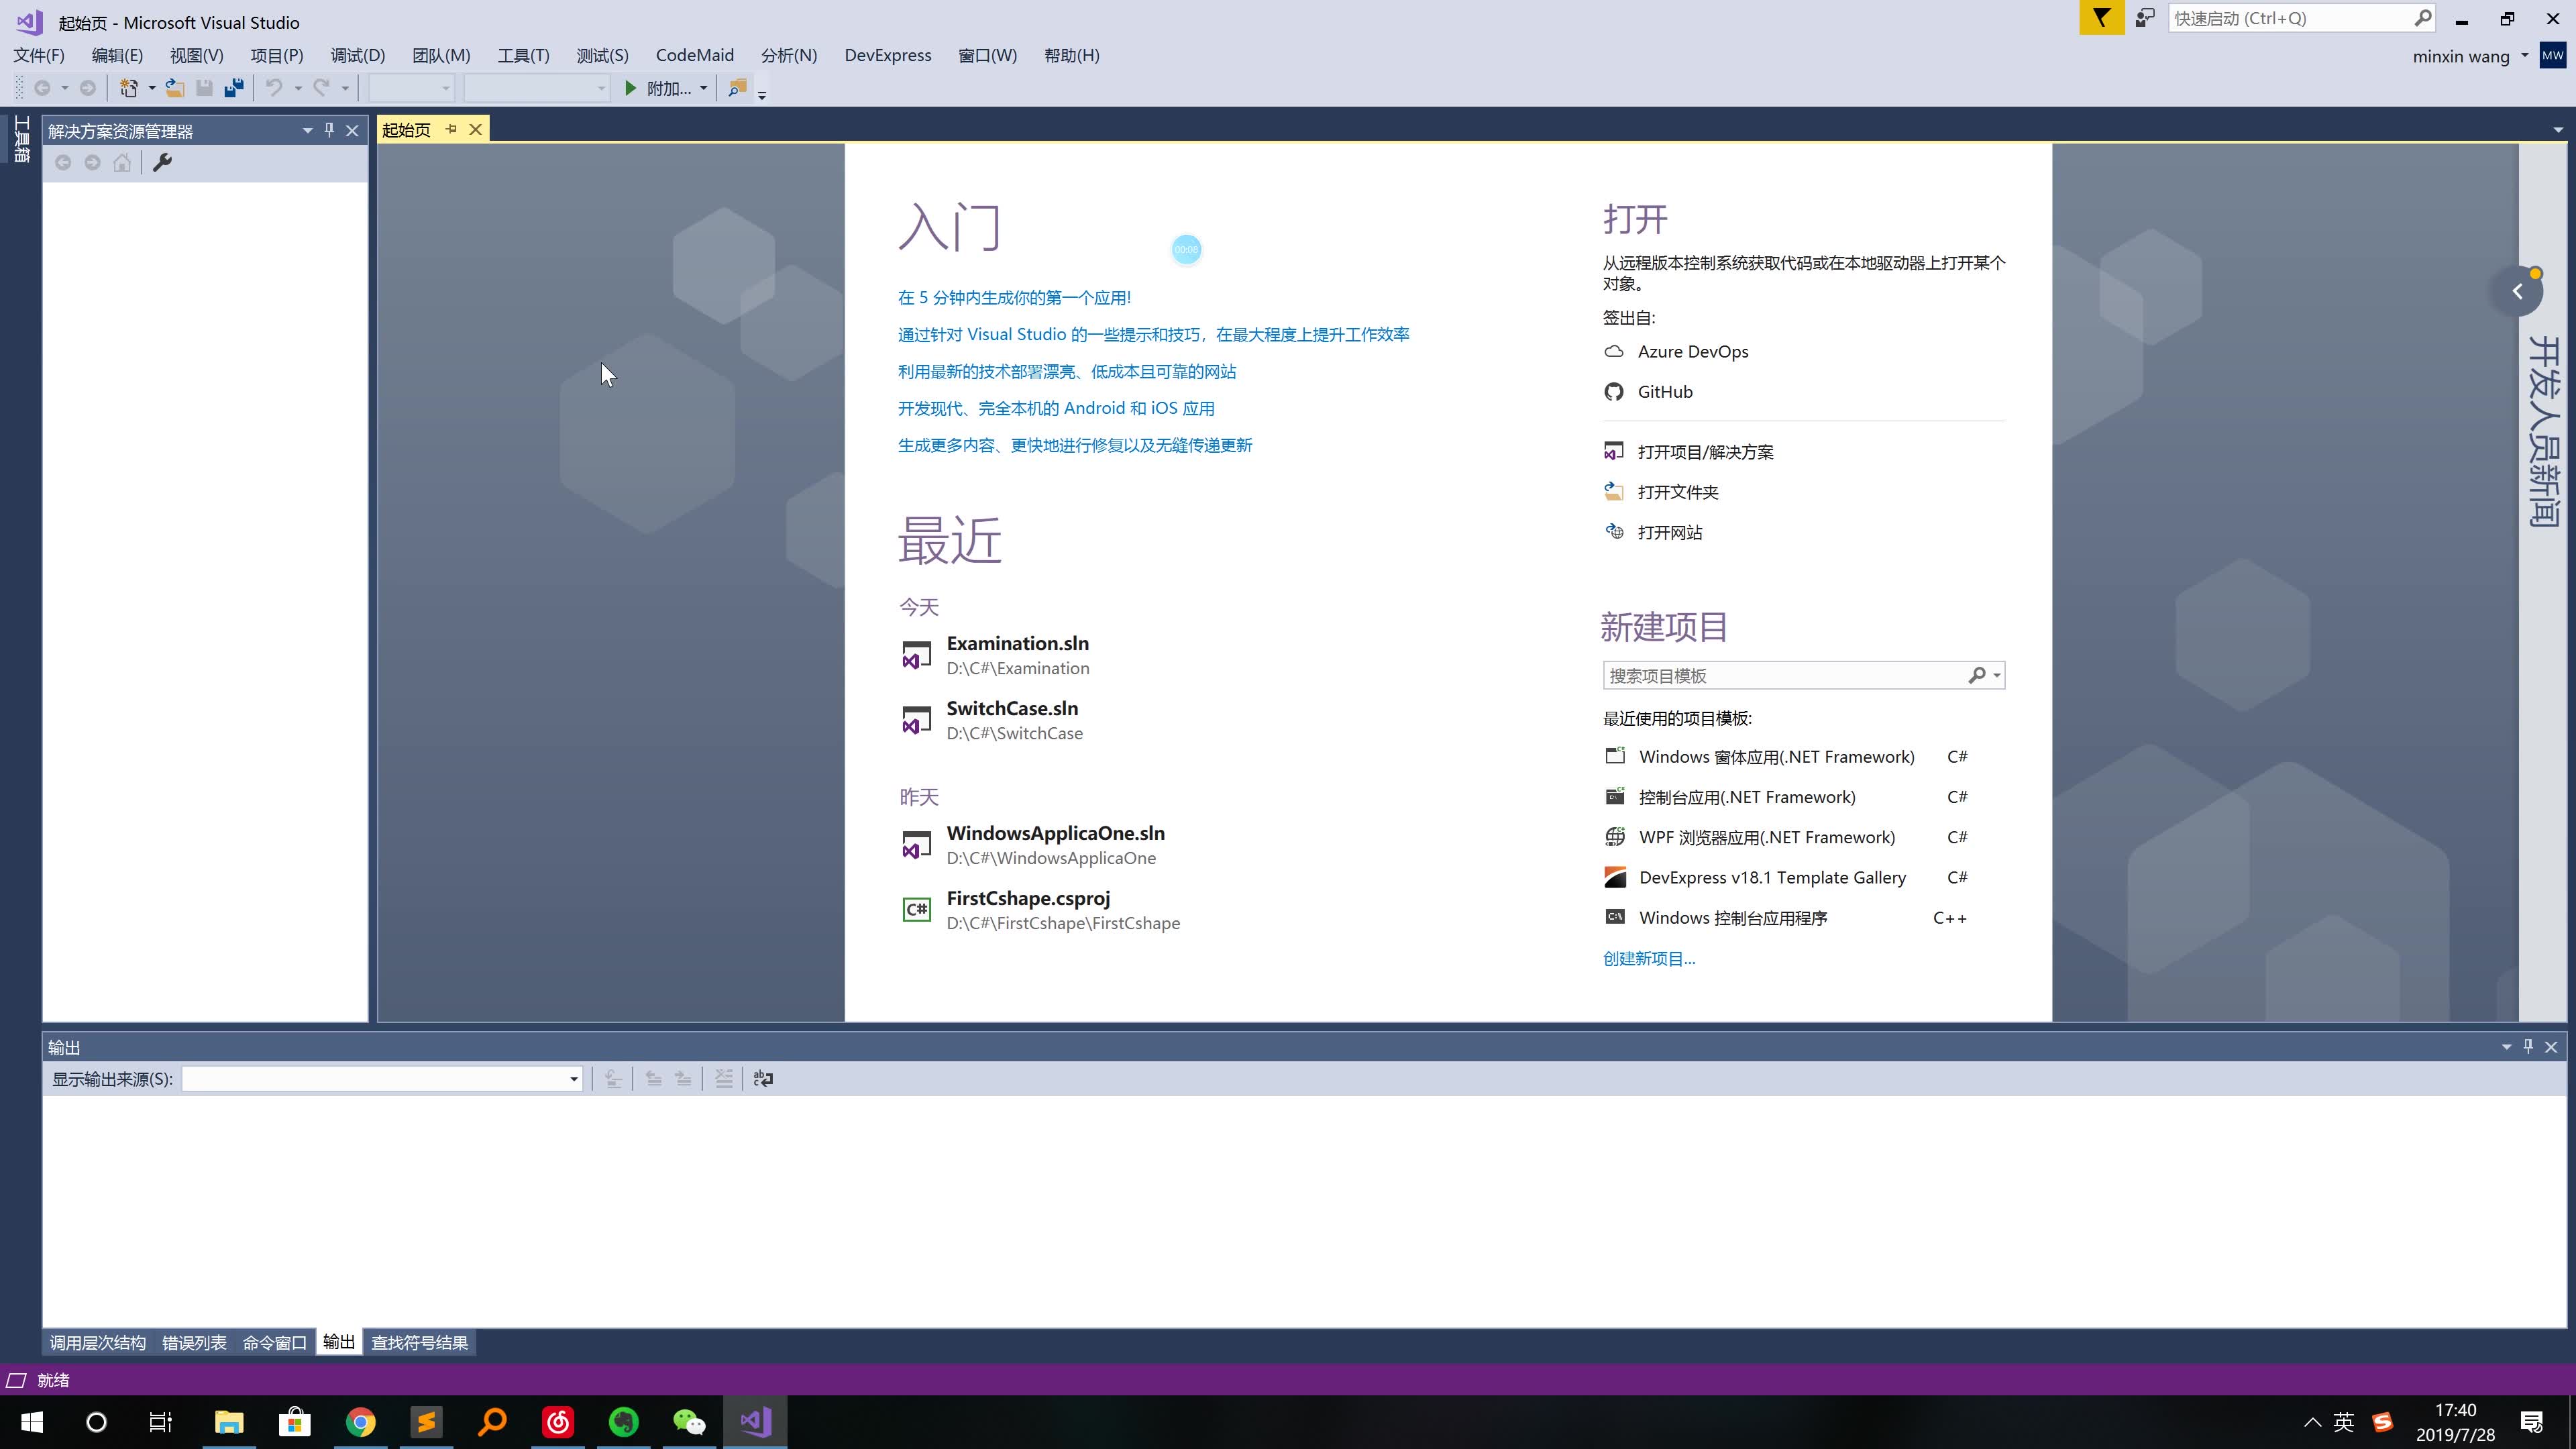 起始页 - Microsoft Visual Studio
快速启动 (Ctrl+Q)
文件(F) 编辑(E) 视图(V) 项目(P) 调试(D) 团队(M) 工具(T) 测试(S) CodeMaid 分析(N) DevExpress 窗口(W) 帮助(H)
minxin wang MW
附加...
工具箱
解决方案资源管理器
起始页
入门
00:08
在 5 分钟内生成你的第一个应用!
通过针对 Visual Studio 的一些提示和技巧，在最大程度上提升工作效率
利用最新的技术部署漂亮、低成本且可靠的网站
开发现代、完全本机的 Android 和 iOS 应用
生成更多内容、更快地进行修复以及无缝传递更新
最近
今天
Examination.sln
D:\C#\Examination
SwitchCase.sln
D:\C#\SwitchCase
昨天
WindowsApplicaOne.sln
D:\C#\WindowsApplicaOne
C#
FirstCshape.csproj
D:\C#\FirstCshape\FirstCshape
打开
从远程版本控制系统获取代码或在本地驱动器上打开某个
对象。
签出自:
Azure DevOps
GitHub
打开项目/解决方案
打开文件夹
打开网站
新建项目
搜索项目模板
最近使用的项目模板:
Windows 窗体应用(.NET Framework) C#
控制台应用(.NET Framework) C#
WPF 浏览器应用(.NET Framework) C#
DevExpress v18.1 Template Gallery C#
Windows 控制台应用程序 C++
创建新项目...
开发人员新闻
输出
显示输出来源(S):
调用层次结构 错误列表 命令窗口 输出 查找符号结果
就绪
英
17:40
2019/7/28